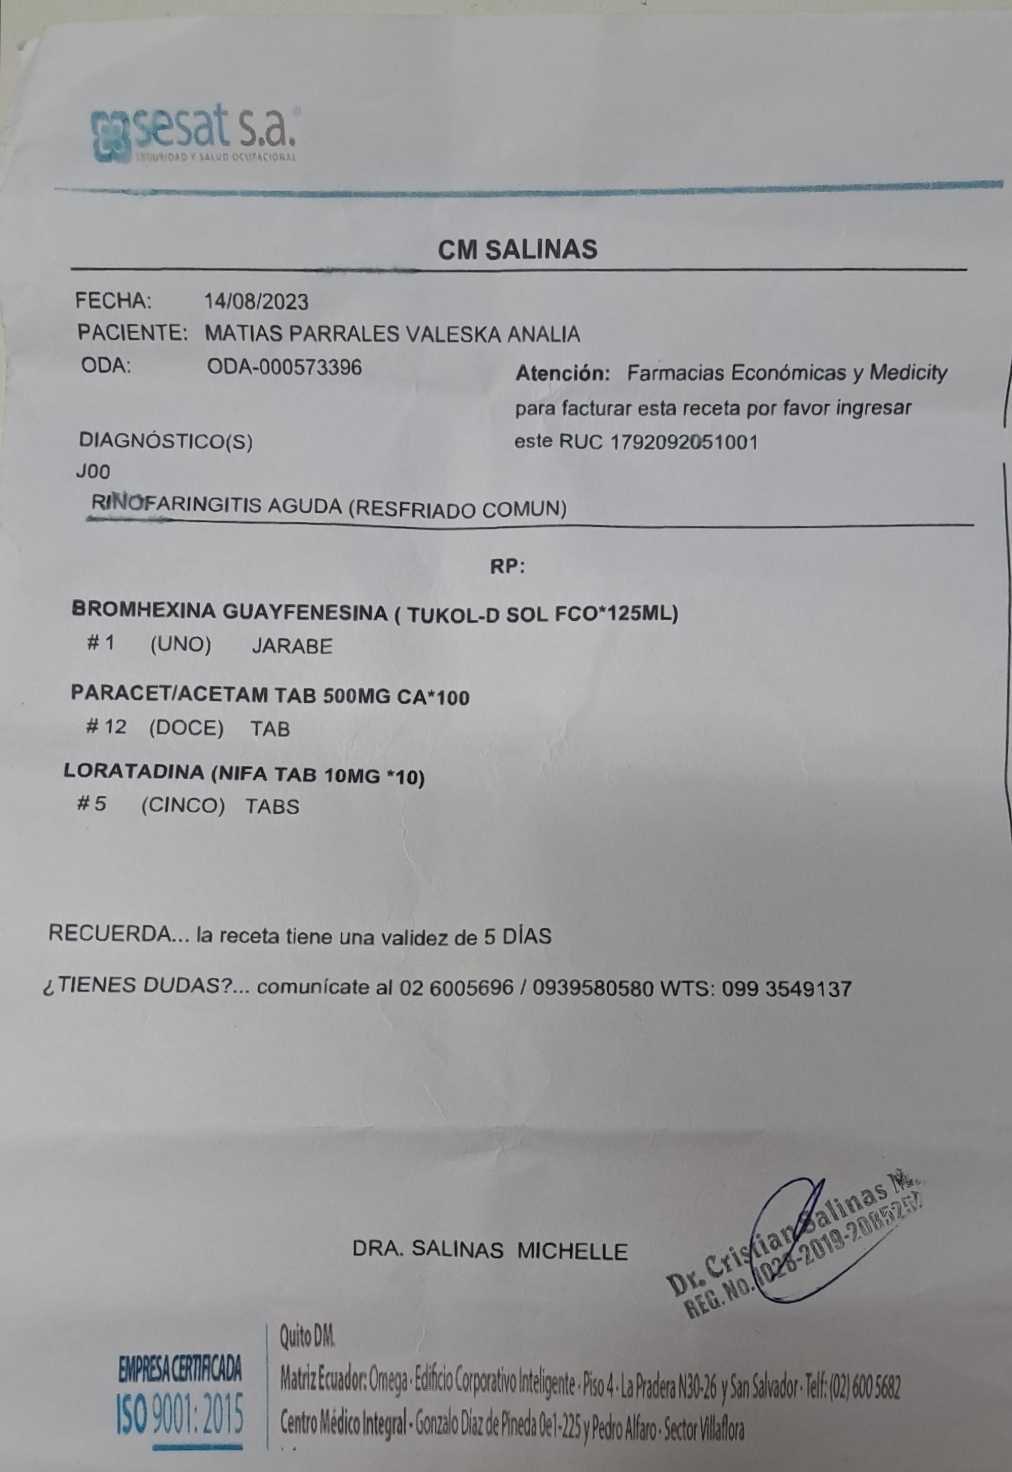 sesat s.a.®
SEGURIDAD Y SALUD OCUPACIONAL
CM SALINAS
FECHA: 14/08/2023
PACIENTE: MATIAS PARRALES VALESKA ANALIA
ODA: ODA-000573396
Atención: Farmacias Económicas y Medicity
para facturar esta receta por favor ingresar
este RUC 1792092051001
DIAGNÓSTICO(S)
J00
RINOFARINGITIS AGUDA (RESFRIADO COMUN)
RP:
BROMHEXINA GUAYFENESINA ( TUKOL-D SOL FCO*125ML)
# 1 (UNO) JARABE
PARACET/ACETAM TAB 500MG CA*100
# 12 (DOCE) TAB
LORATADINA (NIFA TAB 10MG *10)
# 5 (CINCO) TABS
RECUERDA... la receta tiene una validez de 5 DÍAS
¿TIENES DUDAS?... comunícate al 02 6005696 / 0939580580 WTS: 099 3549137
DRA. SALINAS MICHELLE
Dr. Cristian Salinas M.
REG. No.
EMPRESA CERTIFICADA
ISO 9001: 2015
Quito DM.
Matriz Ecuador: Omega · Edificio Corporativo Inteligente · Piso 4 · La Pradera N30-26 y San Salvador · Telf: (02) 600 5682
Centro Médico Integral - Gonzalo Díaz de Pineda 0e1-225 y Pedro Alfaro · Sector Villaflora